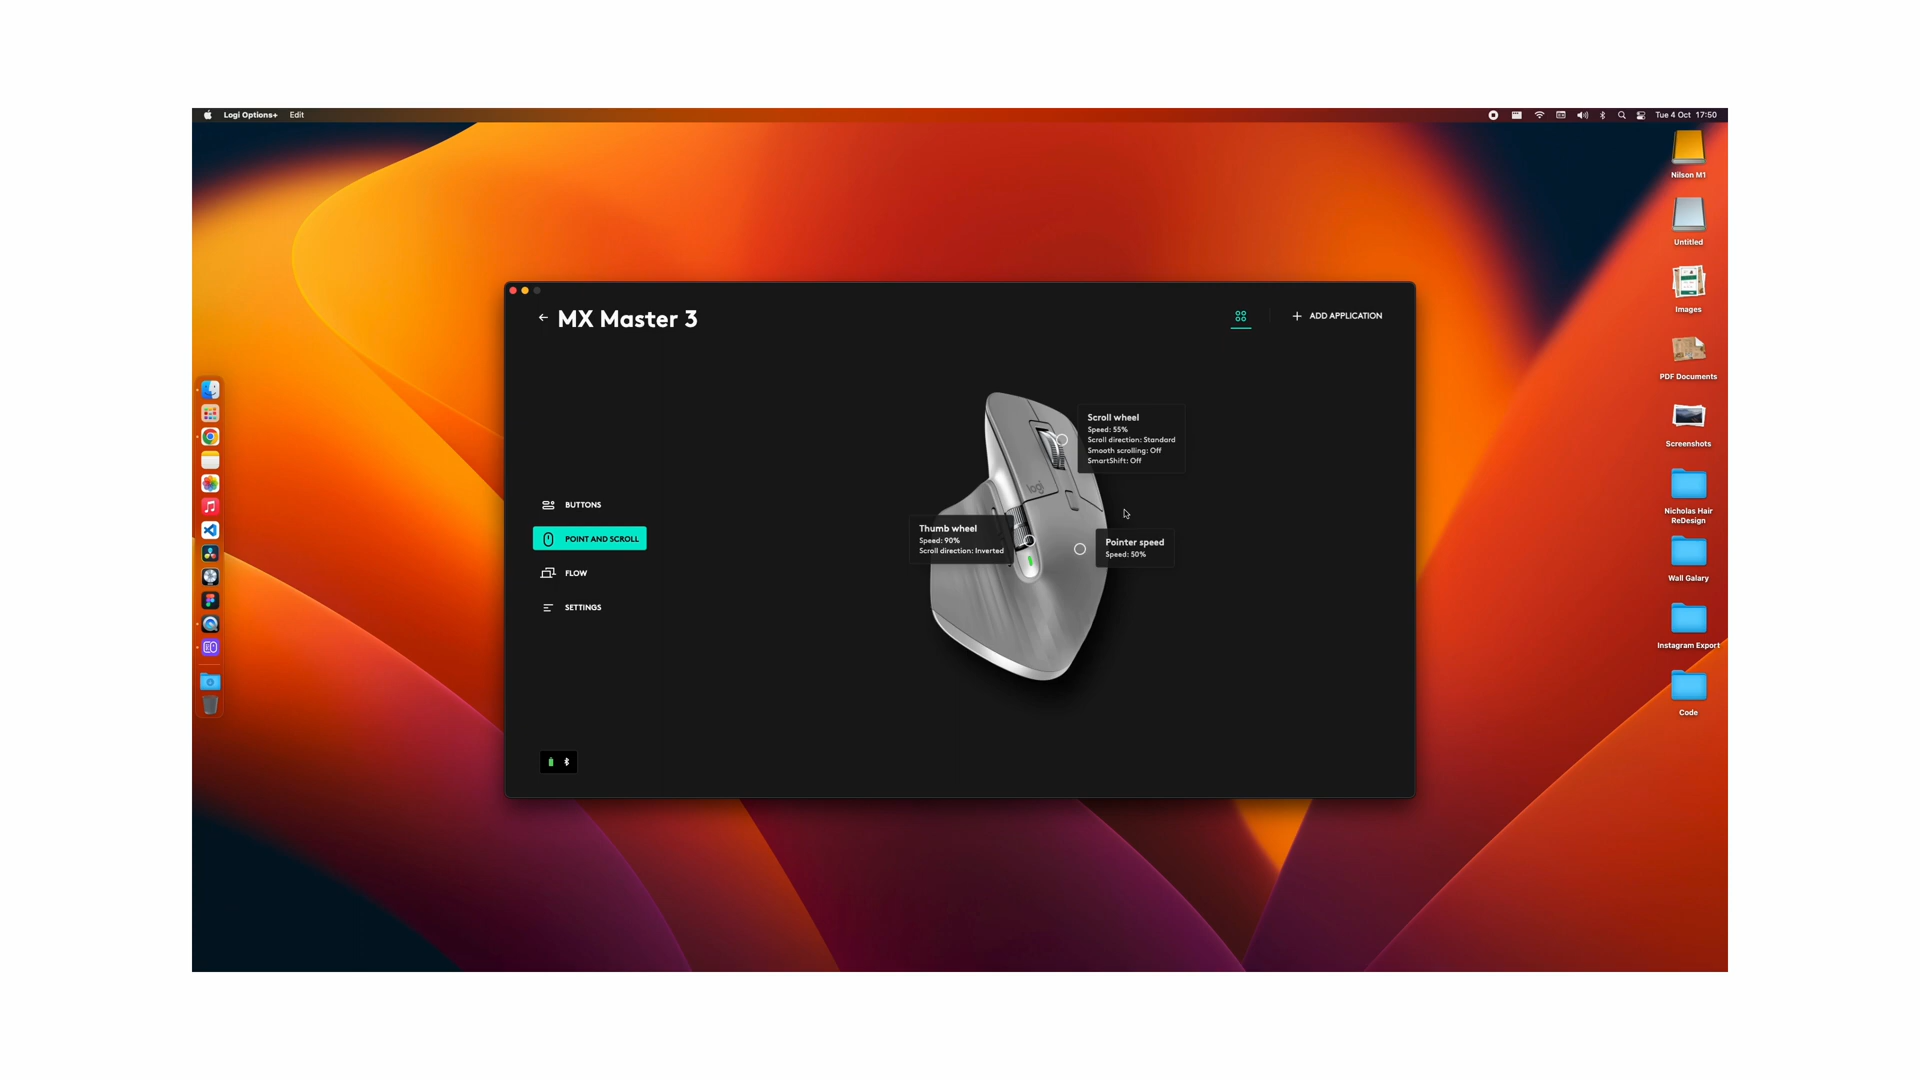 Logi Options+ Edit
Tue 4 Oct 17:50
Nilson M1
Untitled
Images
PDF Documents
Screenshots
Nicholas Hair
ReDesign
Wall Galary
Instagram Export
Code
MX Master 3
ADD APPLICATION
BUTTONS
POINT AND SCROLL
FLOW
SETTINGS
Scroll wheel
Speed: 55%
Scroll direction: Standard
Smooth scrolling: Off
SmartShift: Off
logi
Thumb wheel
Speed: 90%
Scroll direction: Inverted
Pointer speed
Speed: 50%